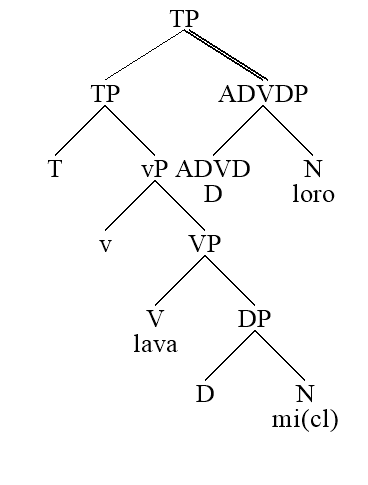 TP
TP ADVDP
T vP ADVD N
D loro
v VP
V DP
lava
D N
mi(cl)